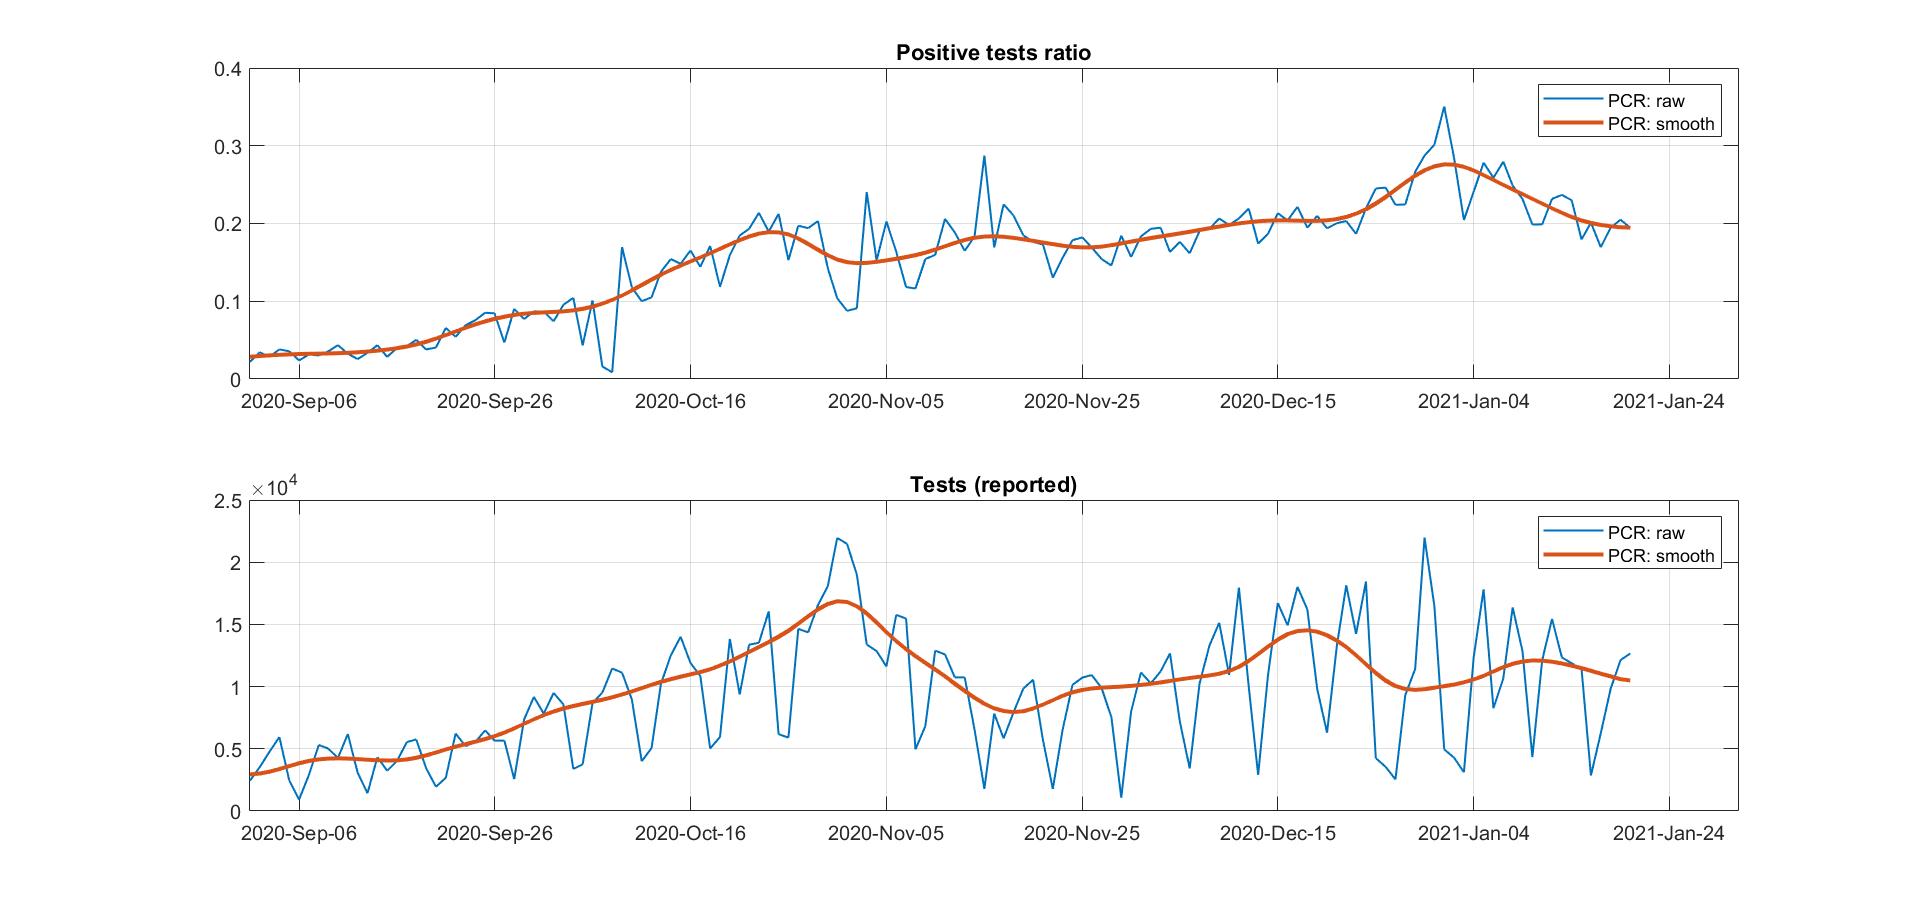 Positive tests ratio
0.4
0.3
0.2
0.1
0
PCR: raw
PCR: smooth
2020-Sep-06 2020-Sep-26 2020-Oct-16 2020-Nov-05 2020-Nov-25 2020-Dec-15 2021-Jan-04 2021-Jan-24
Tests (reported)
×10^4
2.5
2
1.5
1
0.5
0
PCR: raw
PCR: smooth
2020-Sep-06 2020-Sep-26 2020-Oct-16 2020-Nov-05 2020-Nov-25 2020-Dec-15 2021-Jan-04 2021-Jan-24